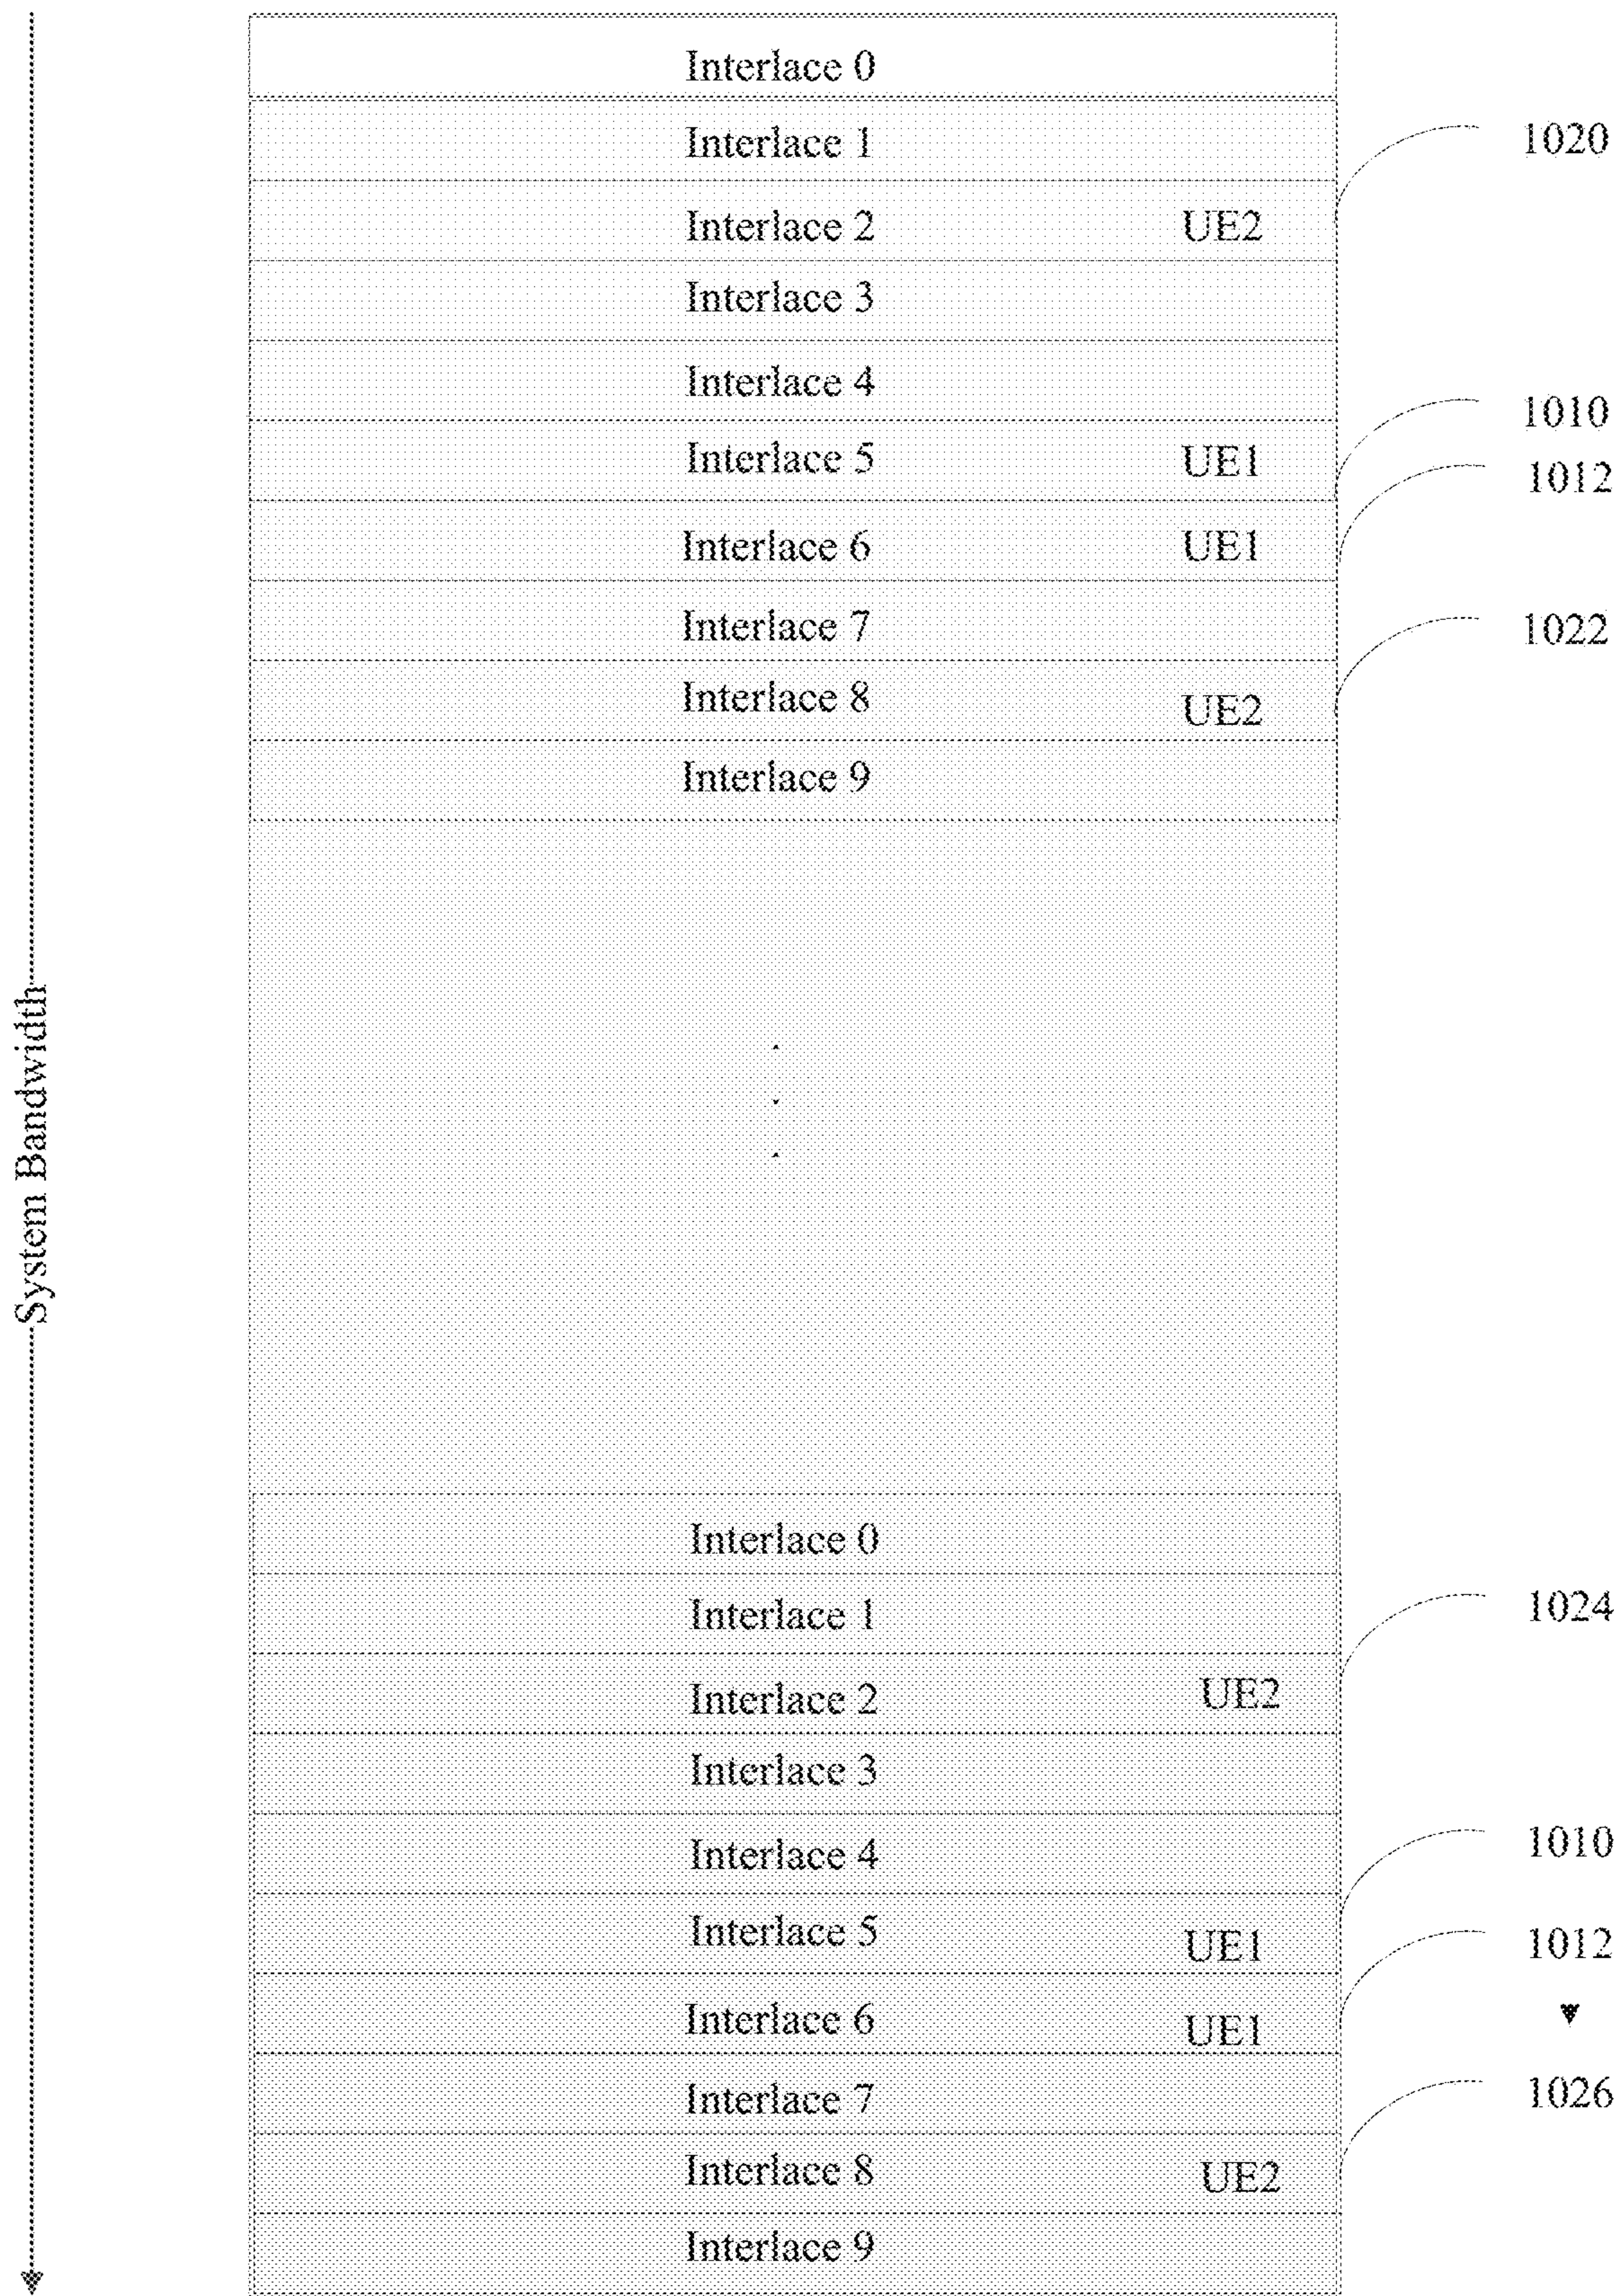 Interlace 0
Interlace 1
1020
Interlace 2 UE2
Interlace 3
Interlace 4
1010
Interlace 5 UE1
1012
Interlace 6 UE1
Interlace 7
1022
Interlace 8 UE2
Interlace 9
System Bandwidth
Interlace 0
Interlace 1
1024
Interlace 2 UE2
Interlace 3
Interlace 4
1010
Interlace 5 UE1
1012
Interlace 6 UE1
Interlace 7
1026
Interlace 8 UE2
Interlace 9